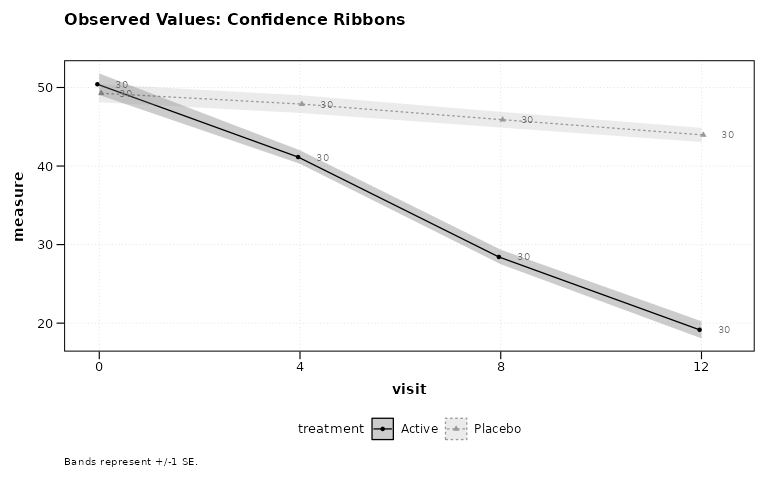 Observed Values: Confidence Ribbons
50
40
30
20
measure
30
30
30
30
30
30
30
30
0 4 8 12
visit
treatment Active Placebo
Bands represent +/-1 SE.